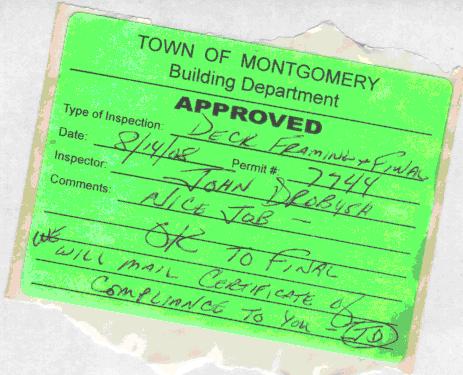 TOWN OF MONTGOMERY
Building Department
APPROVED
Type of Inspection: DECK FRAMING + FINAL
Date: 8/14/08 Permit #: 7744
Inspector: JOHN DROBYSH
Comments: NICE JOB -
OK TO FINAL
WE WILL MAIL CERTIFICATE OF
COMPLIANCE TO YOU - JD